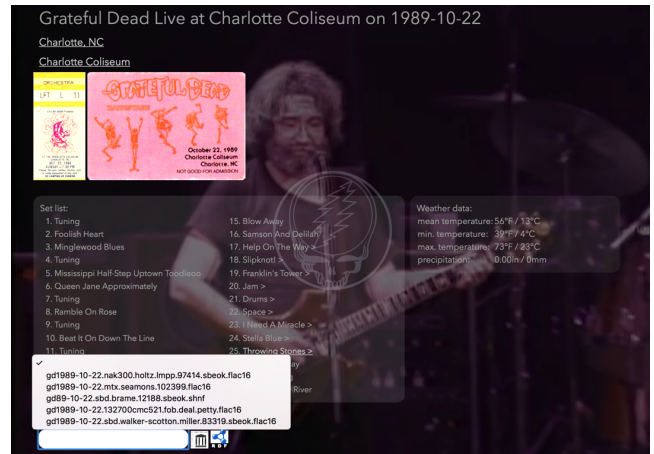 Grateful Dead Live at Charlotte Coliseum on 1989-10-22
Charlotte, NC
Charlotte Coliseum
ORCHESTRA
LFT L 11
GRATEFUL DEAD
October 22, 1989
Charlotte Coliseum
Charlotte, NC
NOT GOOD FOR ADMISSION
Set list:
1. Tuning
2. Foolish Heart
3. Minglewood Blues
4. Tuning
5. Mississippi Half-Step Uptown Toodleoo
6. Queen Jane Approximately
7. Tuning
8. Ramble On Rose
9. Tuning
10. Beat It On Down The Line
11. Tuning
15. Blow Away
16. Samson And Delilah
17. Help On The Way >
18. Slipknot! >
19. Franklin's Tower >
20. Jam >
21. Drums >
22. Space >
23. I Need A Miracle >
24. Stella Blue >
25. Throwing Stones >
River
Weather data:
mean temperature: 56°F / 13°C
min. temperature: 39°F / 4°C
max. temperature: 73°F / 23°C
precipitation: 0.00in / 0mm
gd1989-10-22.nak300.holtz.lmpp.97414.sbeok.flac16
gd1989-10-22.mtx.seamons.102399.flac16
gd89-10-22.sbd.brame.12188.sbeok.shnf
gd1989-10-22.132700cmc521.fob.deal.petty.flac16
gd1989-10-22.sbd.walker-scotton.miller.83319.sbeok.flac16
RDF